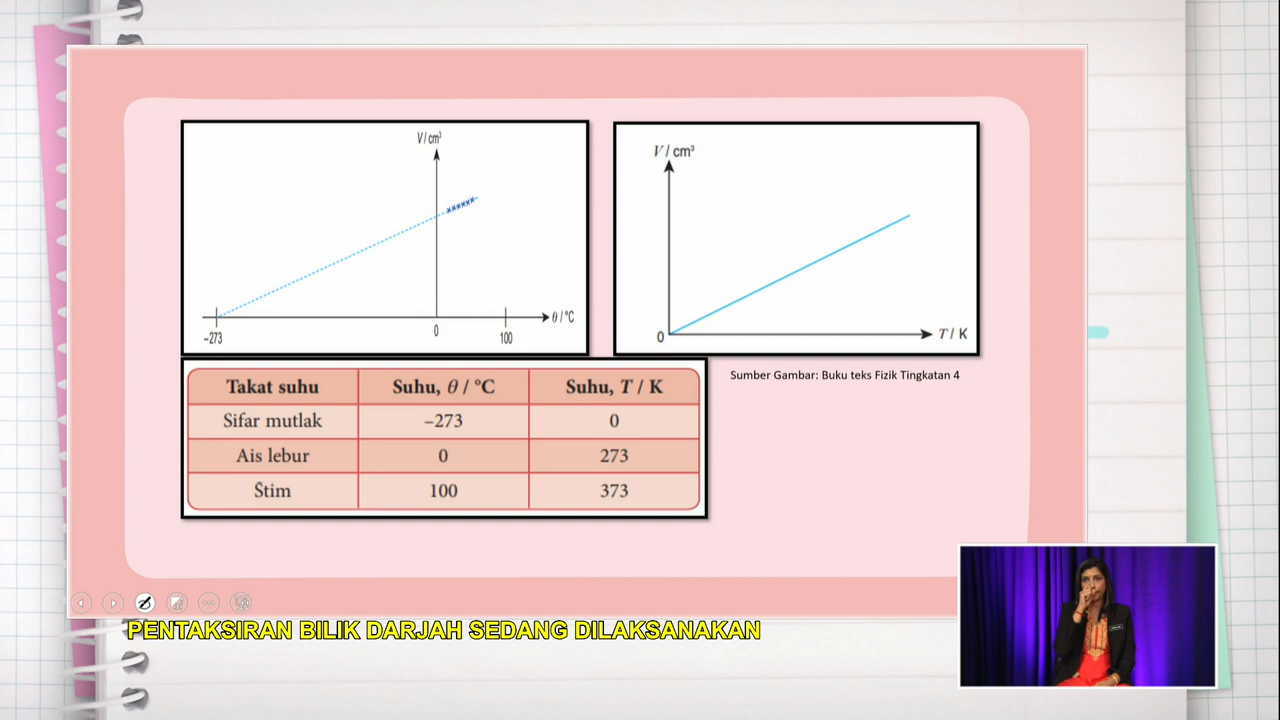 V / cm³
θ / °C
-273
0
100
V / cm³
0
T / K
Takat suhu Suhu, θ / °C Suhu, T / K
Sifar mutlak –273 0
Ais lebur 0 273
Stim 100 373
Sumber Gambar: Buku teks Fizik Tingkatan 4
PENTAKSIRAN BILIK DARJAH SEDANG DILAKSANAKAN